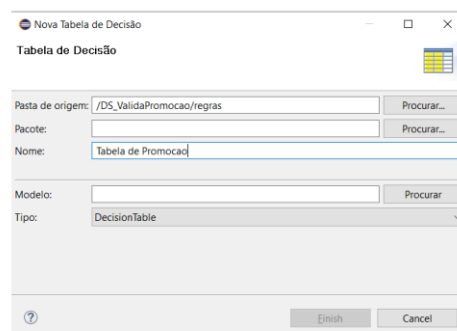 Nova Tabela de Decisão
Tabela de Decisão
Pasta de origem: /DS_ValidaPromocao/regras Procurar...
Pacote: Procurar...
Nome: Tabela de Promocao
Modelo: Procurar
Tipo: DecisionTable
? Finish Cancel